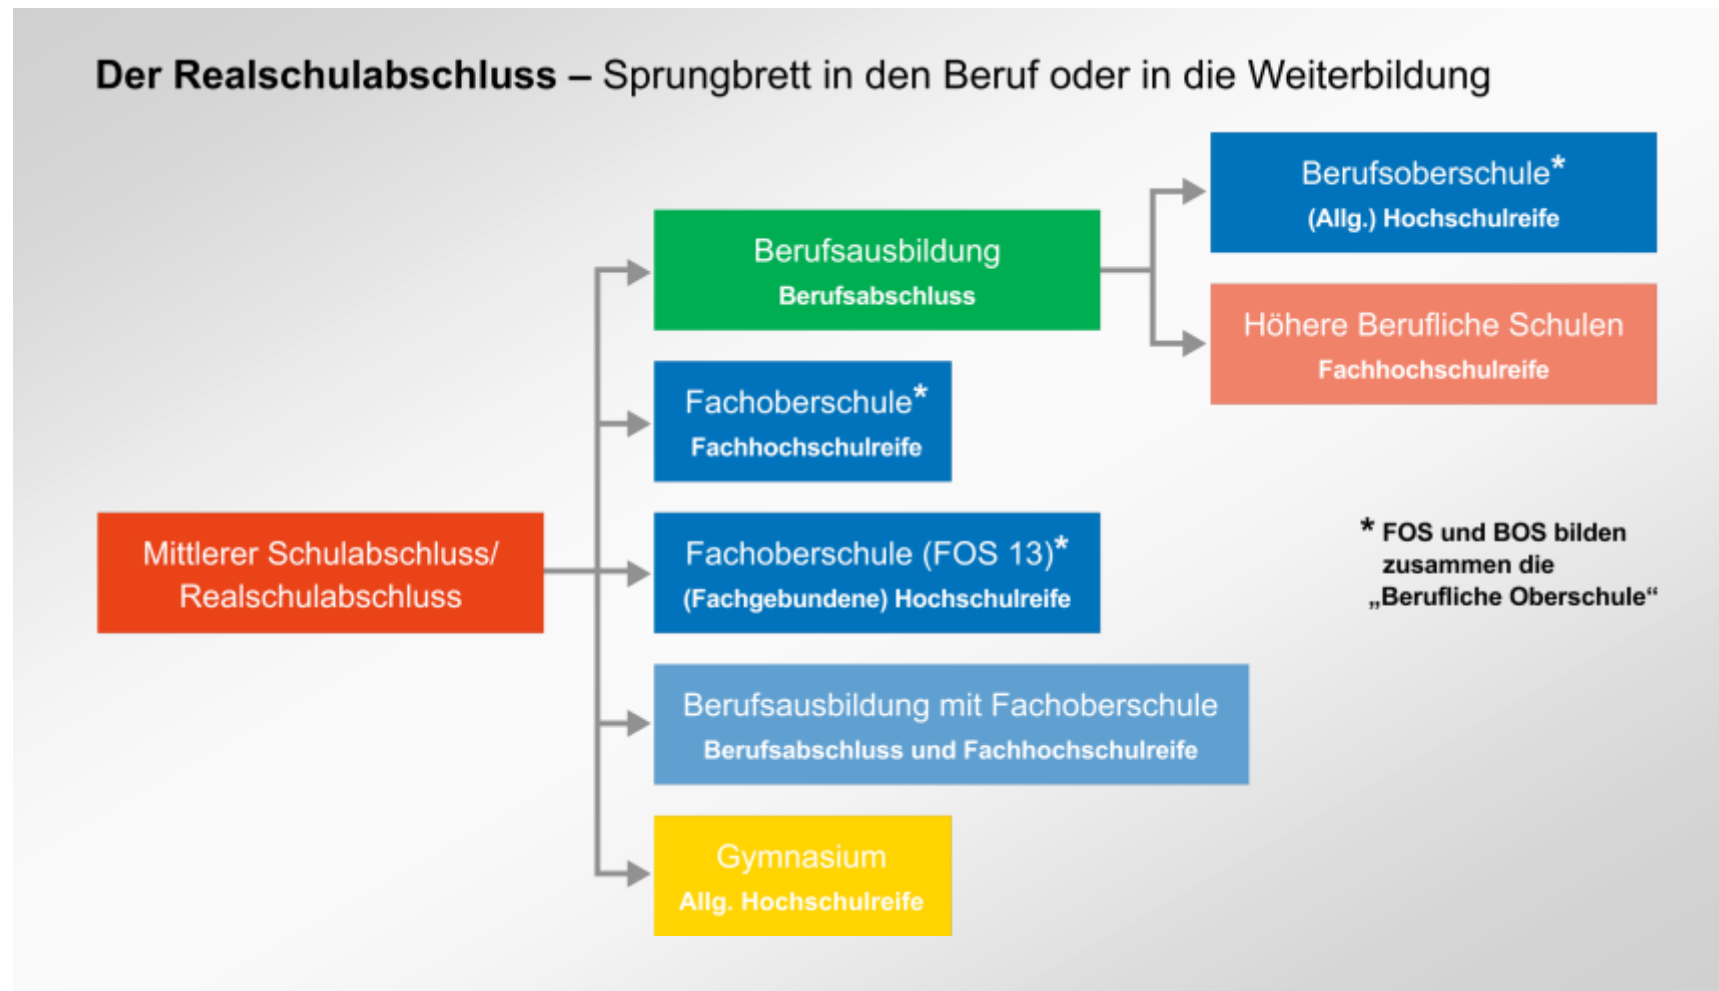 Der Realschulabschluss – Sprungbrett in den Beruf oder in die Weiterbildung
Berufsoberschule*
(Allg.) Hochschulreife
Berufsausbildung
Berufsabschluss
Höhere Berufliche Schulen
Fachhochschulreife
Fachoberschule*
Fachhochschulreife
Mittlerer Schulabschluss/
Realschulabschluss
Fachoberschule (FOS 13)*
(Fachgebundene) Hochschulreife
* FOS und BOS bilden
zusammen die
„Berufliche Oberschule“
Berufsausbildung mit Fachoberschule
Berufsabschluss und Fachhochschulreife
Gymnasium
Allg. Hochschulreife